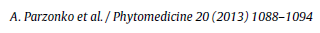 A. Parzonko et al. / Phytomedicine 20 (2013) 1088–1094